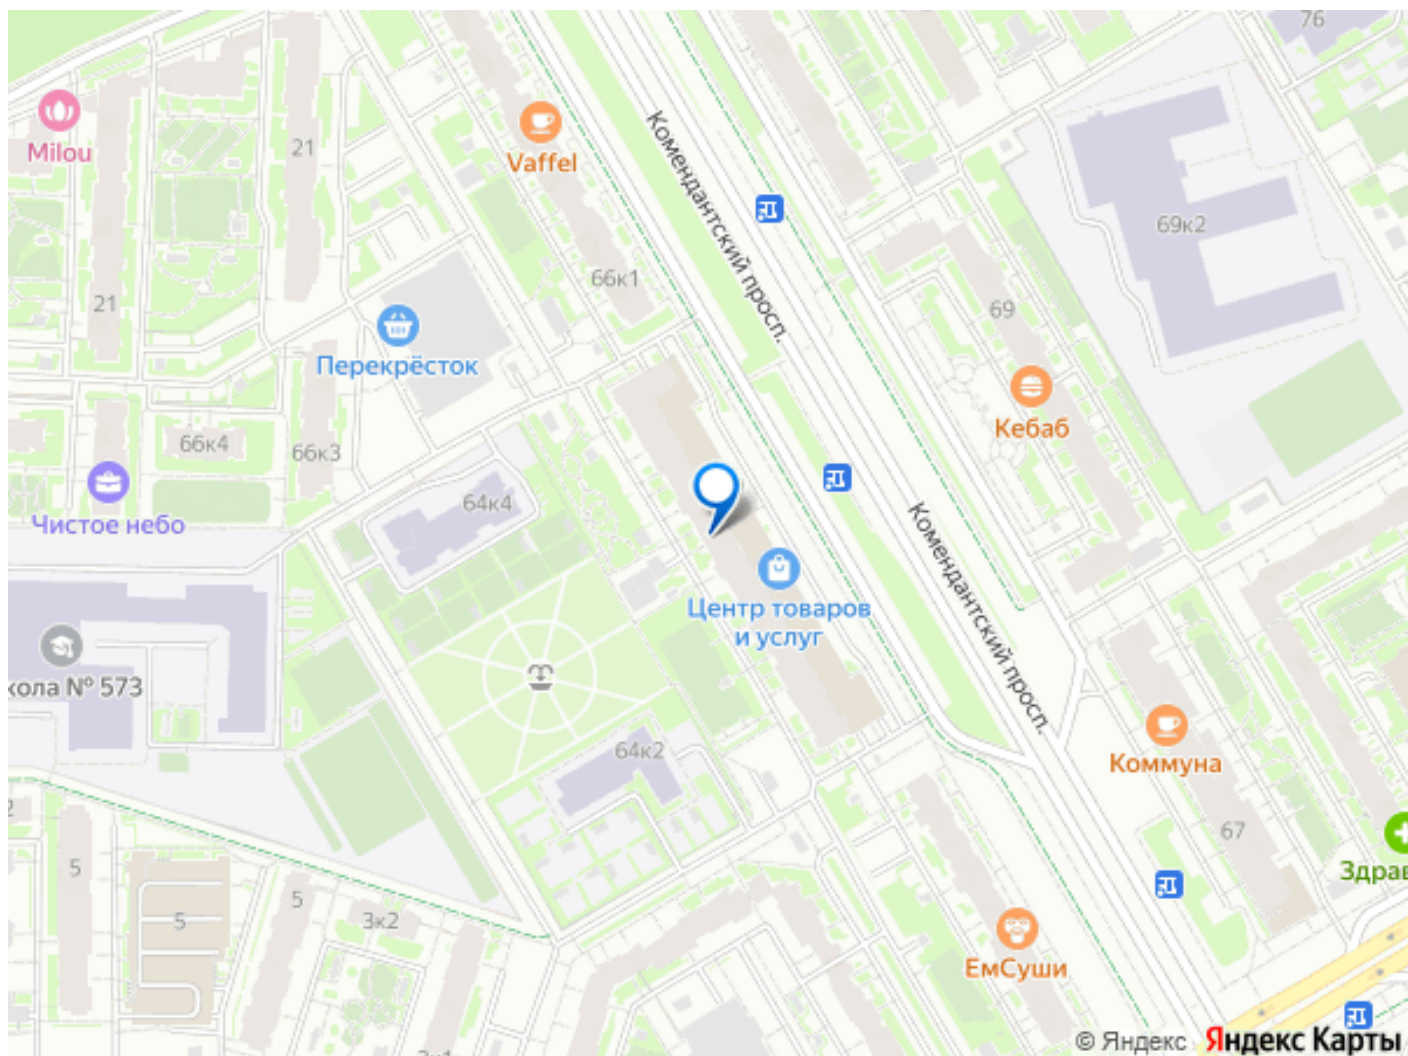 76
Milou
21
Vaffel
Комендантский просп.
69к2
66к1
21
69
Перекрёсток
Кебаб
66к4
66к3
64к4
Чистое небо
Комендантский просп.
Центр товаров
и услуг
кола № 573
64к2
Коммуна
67
Здрав
5
5
5
3к2
ЕмСуши
© Яндекс Яндекс Карты